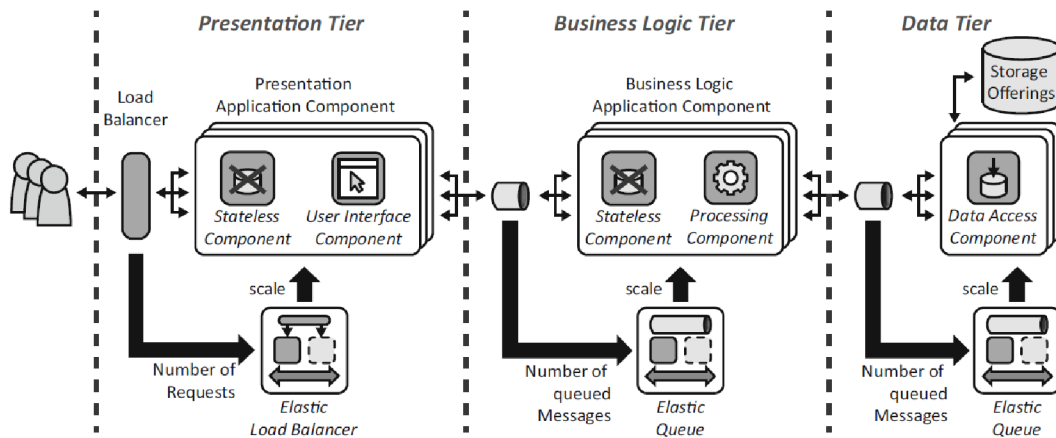 Presentation Tier
Business Logic Tier
Data Tier
Load
Balancer
Presentation
Application Component
Stateless
Component
User Interface
Component
scale
Number of
Requests
Elastic
Load Balancer
Business Logic
Application Component
Stateless
Component
Processing
Component
scale
Number of
queued
Messages
Elastic
Queue
Storage
Offerings
Data Access
Component
scale
Number of
queued
Messages
Elastic
Queue